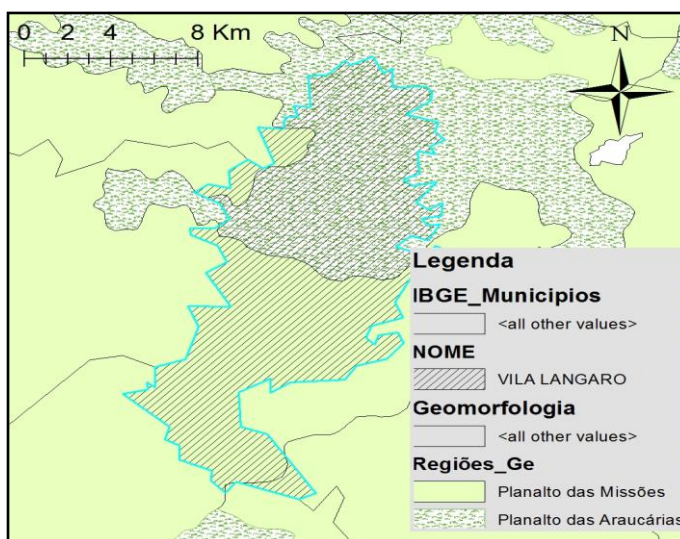 0 2 4 8 Km
N
Legenda
IBGE_Municipios
<all other values>
NOME
VILA LANGARO
Geomorfologia
<all other values>
Regiões_Ge
Planalto das Missões
Planalto das Araucárias